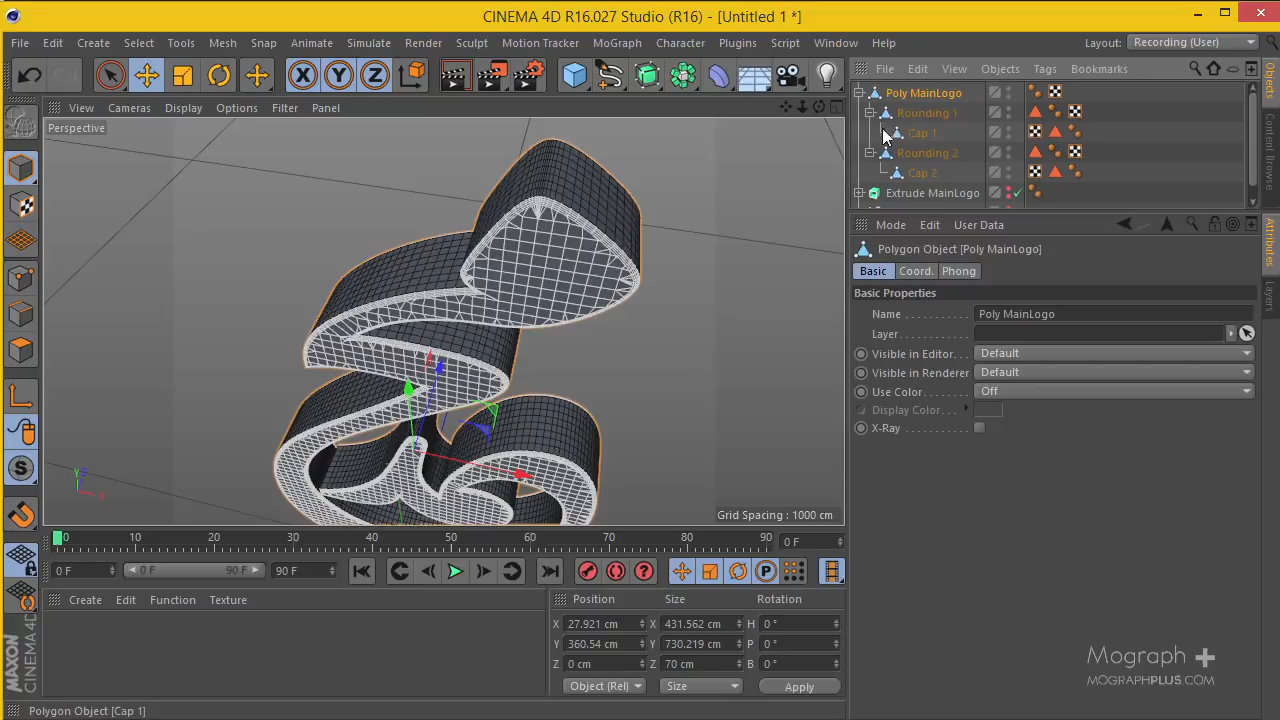 CINEMA 4D R16.027 Studio (R16) - [Untitled 1 *]
File Edit Create Select Tools Mesh Snap Animate Simulate Render Sculpt Motion Tracker MoGraph Character Plugins Script Window Help Layout: Recording (User)
X Y Z
File Edit View Objects Tags Bookmarks
View Cameras Display Options Filter Panel
Perspective
Poly MainLogo
Rounding 1
Cap 1
Rounding 2
Cap 2
Extrude MainLogo
Objects
Content Browser
Mode Edit User Data
Polygon Object [Poly MainLogo]
Basic Coord. Phong
Basic Properties
Name Poly MainLogo
Layer
Visible in Editor Default
Visible in Renderer Default
Use Color Off
Display Color
X-Ray
Attributes
Layers
Y Z
X
S
Grid Spacing : 1000 cm
0 10 20 30 40 50 60 70 80 90 0 F
0 F 0 F 90 F 90 F
P
Create Edit Function Texture
Position Size Rotation
X 27.921 cm X 431.562 cm H 0 °
Y 360.54 cm Y 730.219 cm P 0 °
Z 0 cm Z 70 cm B 0 °
Object (Rel) Size Apply
MAXON CINEMA 4D
Mograph +
MOGRAPHPLUS.COM
Polygon Object [Cap 1]